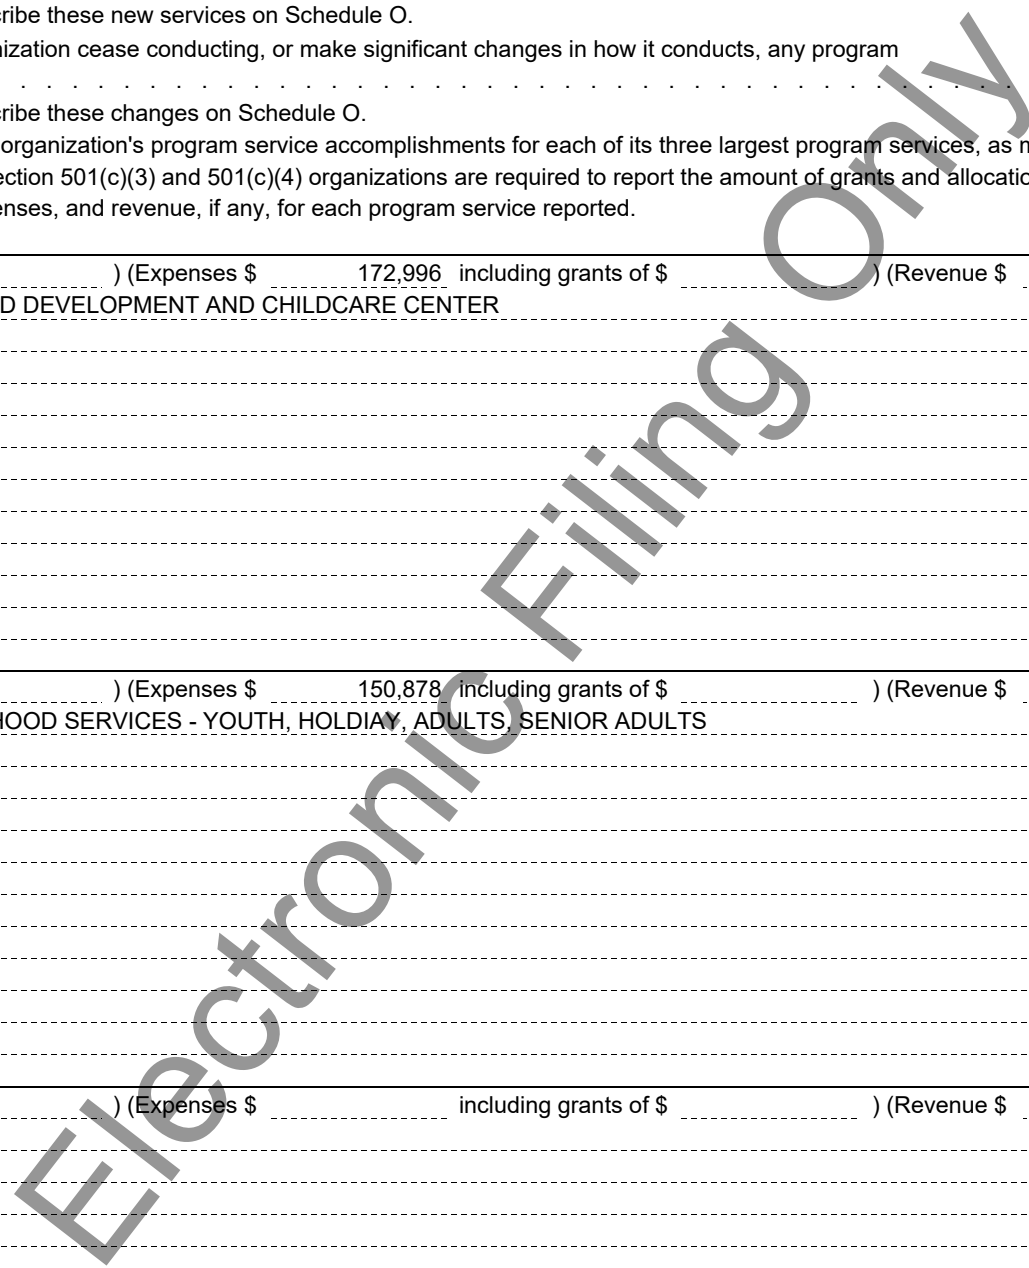 cribe these new services on Schedule O.
nization cease conducting, or make significant changes in how it conducts, any program
. . . . . . . . . . . . . . . . . . . . . . . . . . . . . . . . . . . . . . .
cribe these changes on Schedule O.
organization's program service accomplishments for each of its three largest program services, as m
ection 501(c)(3) and 501(c)(4) organizations are required to report the amount of grants and allocatio
enses, and revenue, if any, for each program service reported.
) (Expenses $ 172,996 including grants of $ ) (Revenue $
D DEVELOPMENT AND CHILDCARE CENTER
) (Expenses $ 150,878 including grants of $ ) (Revenue $
HOOD SERVICES - YOUTH, HOLDIAY, ADULTS, SENIOR ADULTS
) (Expenses $ including grants of $ ) (Revenue $
Electronic Filing Only